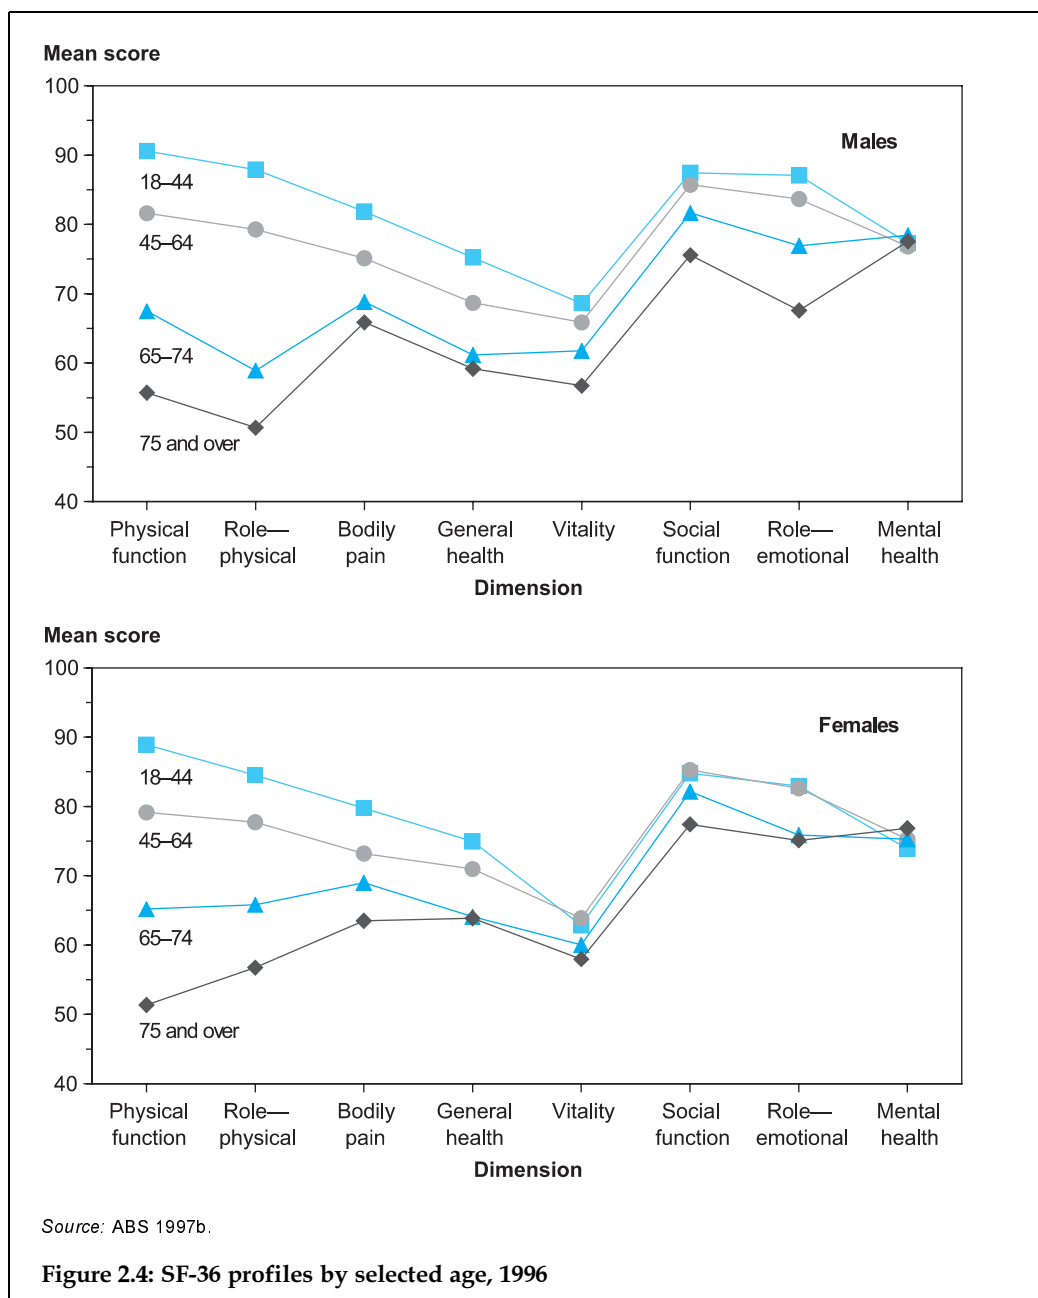 Mean score
100
90
80
70
60
50
40
Males
18–44
45–64
65–74
75 and over
Physical function
Role— physical
Bodily pain
General health
Vitality
Social function
Role— emotional
Mental health
Dimension
Mean score
100
90
80
70
60
50
40
Females
18–44
45–64
65–74
75 and over
Physical function
Role— physical
Bodily pain
General health
Vitality
Social function
Role— emotional
Mental health
Dimension
Source: ABS 1997b.
Figure 2.4: SF-36 profiles by selected age, 1996